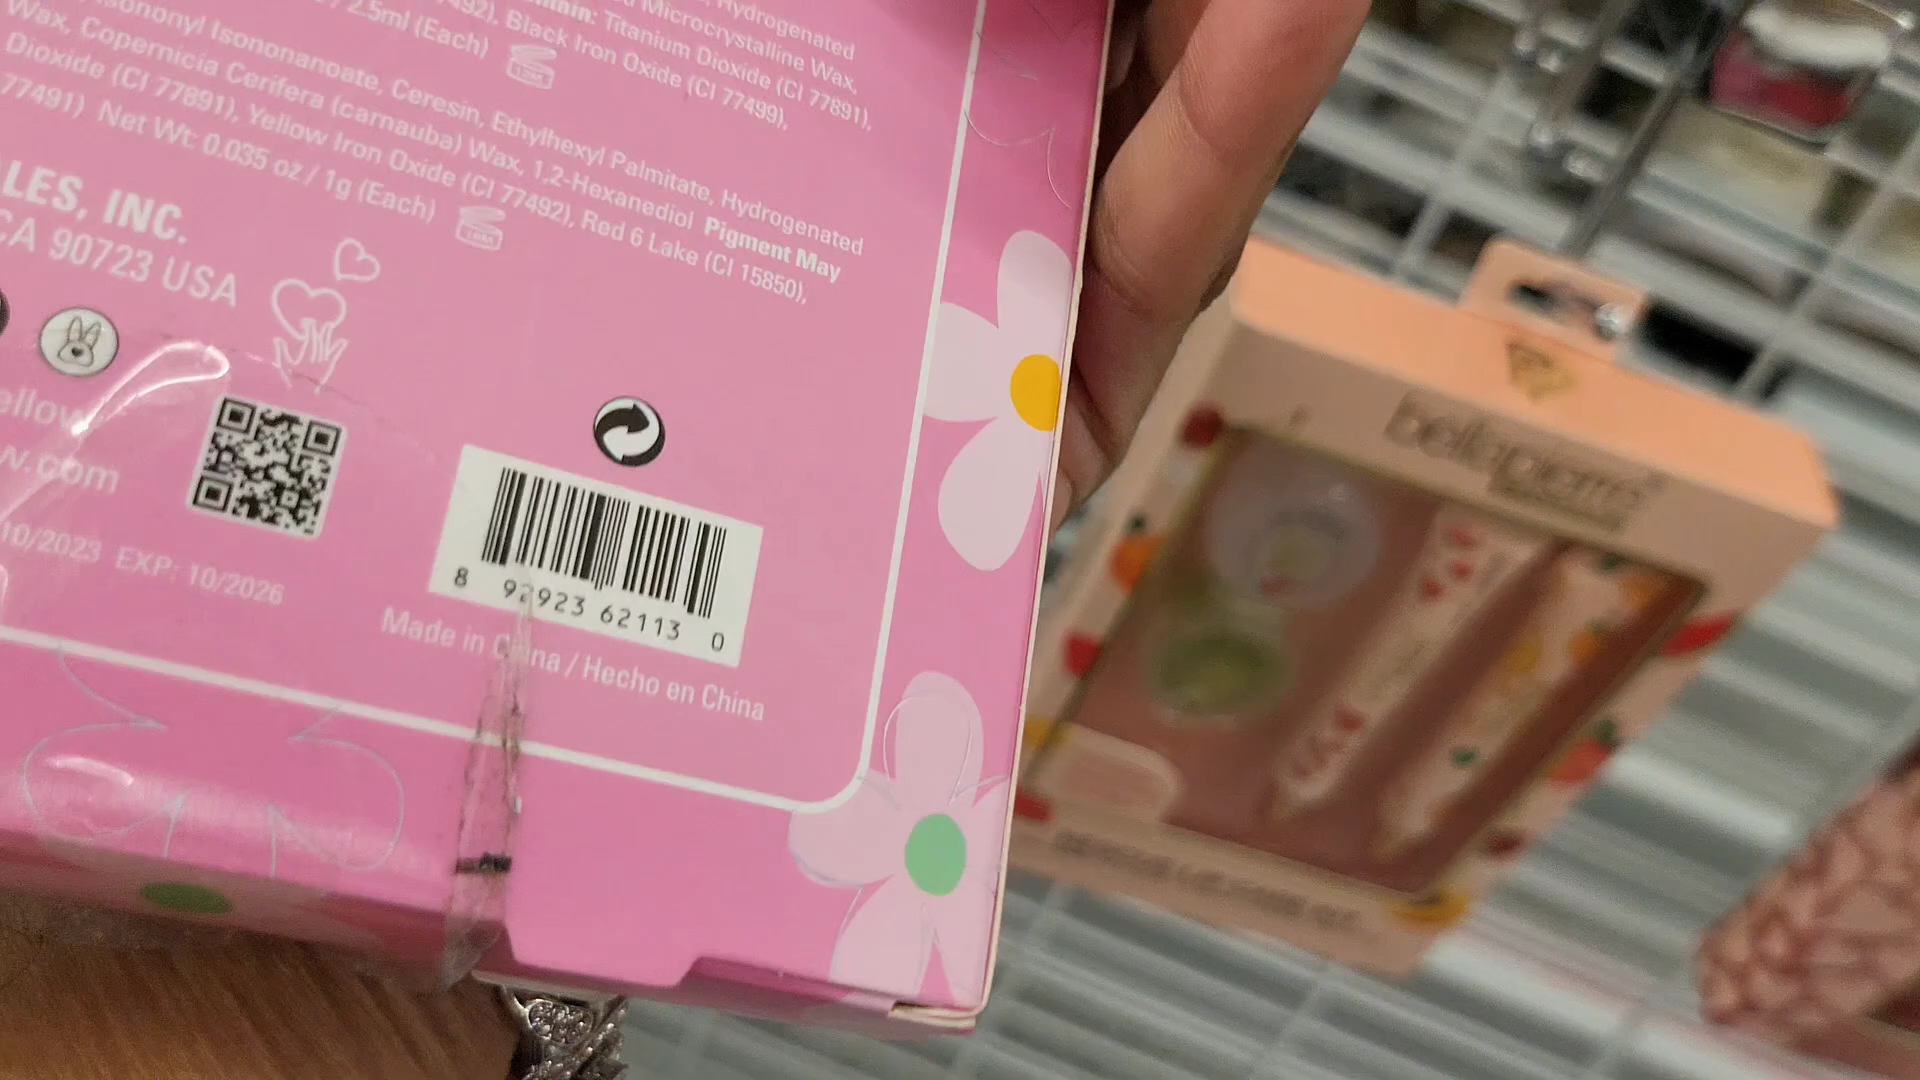 Hydrogenated
Microcrystalline Wax,
2.5ml (Each)
Black Iron Oxide (CI 77499),
Titanium Dioxide (CI 77891),
Isononyl Isononanoate, Ceresin, Ethylhexyl Palmitate, Hydrogenated
Wax, Copernicia Cerifera (carnauba) Wax, 1,2-Hexanediol Pigment May
Dioxide (CI 77891), Yellow Iron Oxide (CI 77492), Red 6 Lake (CI 15850),
77491) Net Wt: 0.035 oz / 1g (Each)
LES, INC.
CA 90723 USA
.com
10/2023 EXP: 10/2026
8 92923 62113 0
Made in China / Hecho en China
bellapierre